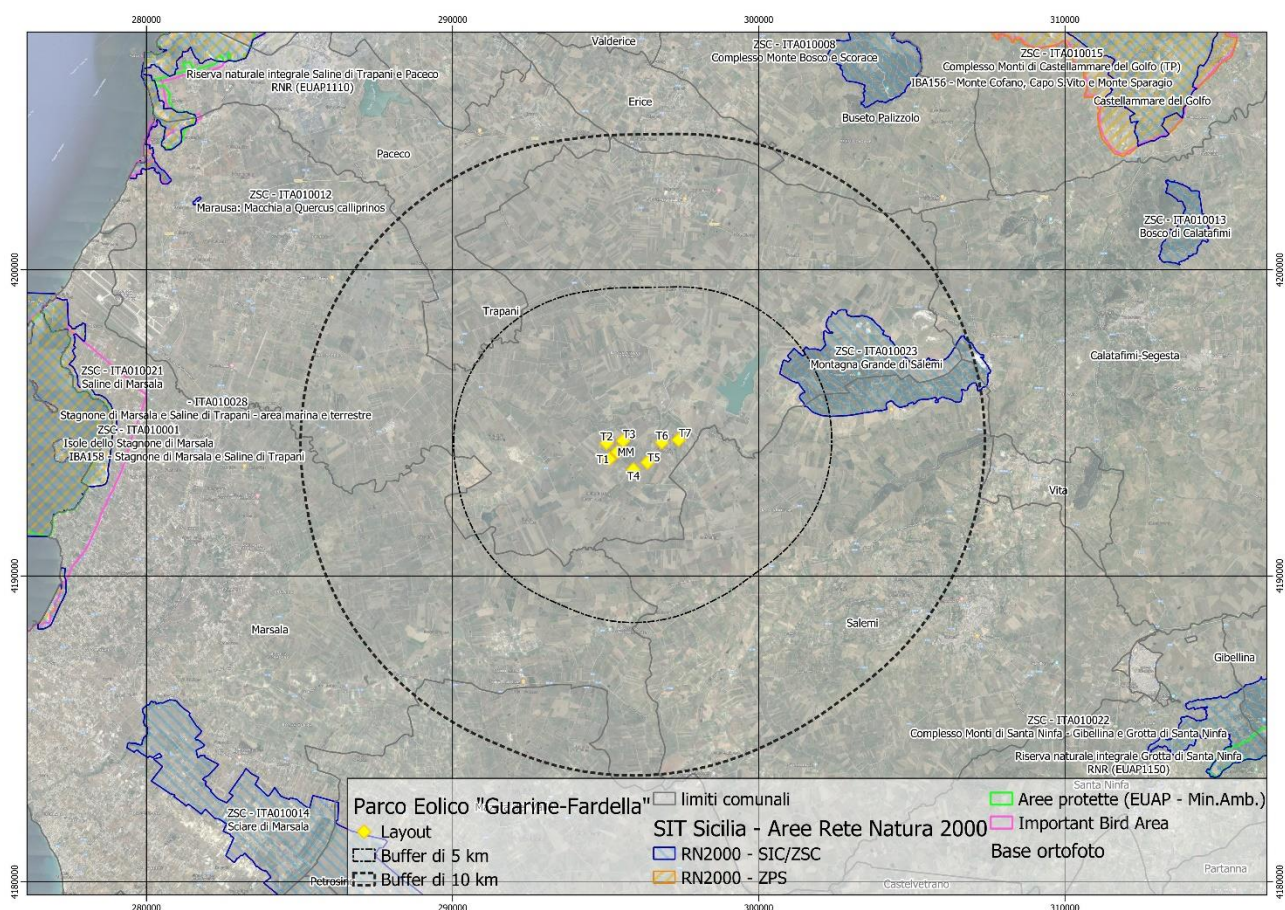 280000
290000
300000
310000
Valderice
ZSC - ITA010008
Complesso Monte Bosco e Scorace
ZSC - ITA010015
Complesso Monti di Castellammare del Golfo (TP)
IBA156 - Monte Cofano, Capo S.Vito e Monte Sparagio
Castellammare del Golfo
Riserva naturale integrale Saline di Trapani e Paceco
RNR (EUAP1110)
Erice
Buseto Palizzolo
Paceco
ZSC - ITA010012
Marausa: Macchia a Quercus calliprinos
ZSC - ITA010013
Bosco di Calatafimi
4200000
4200000
Trapani
ZSC - ITA010023
Montagna Grande di Salemi
Calatafimi-Segesta
ZSC - ITA010021
Saline di Marsala
- ITA010028
Stagnone di Marsala e Saline di Trapani - area marina e terrestre
ZSC - ITA010001
Isole dello Stagnone di Marsala
IBA158 - Stagnone di Marsala e Saline di Trapani
T2
T3
T6
T7
T1
MM
T5
T4
Vita
4190000
4190000
Marsala
Salemi
Gibellina
ZSC - ITA010022
Complesso Monti di Santa Ninfa - Gibellina e Grotta di Santa Ninfa
Riserva naturale integrale Grotta di Santa Ninfa
RNR (EUAP1150)
Santa Ninfa
ZSC - ITA010014
Sciare di Marsala
Petrosin
Partanna
Castelvetrano
Parco Eolico "Guarine-Fardella"
Layout
Buffer di 5 km
Buffer di 10 km
limiti comunali
SIT Sicilia - Aree Rete Natura 2000
RN2000 - SIC/ZSC
RN2000 - ZPS
Aree protette (EUAP - Min.Amb.)
Important Bird Area
Base ortofoto
4180000
4180000
280000
290000
300000
310000